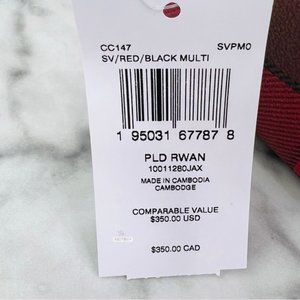 CC147 SVPM0
SV/RED/BLACK MULTI
1 95031 67787 8
PLD RWAN
10011280JAX
MADE IN CAMBODIA
CAMBODGE
COMPARABLE VALUE
$350.00 USD
$350.00 CAD